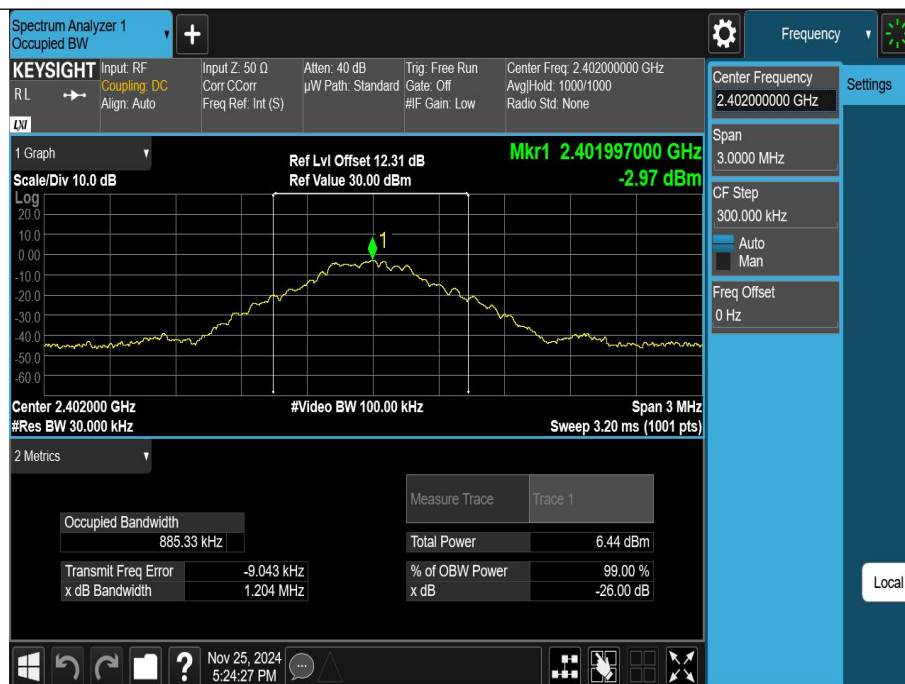 Spectrum Analyzer 1
Occupied BW
+
Frequency
KEYSIGHT
RL
LXI
Input: RF
Coupling: DC
Align: Auto
Input Z: 50 Ω
Corr CCorr
Freq Ref: Int (S)
Atten: 40 dB
µW Path: Standard
Trig: Free Run
Gate: Off
#IF Gain: Low
Center Freq: 2.402000000 GHz
Avg|Hold: 1000/1000
Radio Std: None
Center Frequency
2.402000000 GHz
Settings
Span
3.0000 MHz
CF Step
300.000 kHz
Auto
Man
Freq Offset
0 Hz
Local
1 Graph
Scale/Div 10.0 dB
Ref Lvl Offset 12.31 dB
Ref Value 30.00 dBm
Mkr1 2.401997000 GHz
-2.97 dBm
Log
20.0
10.0
0.00
-10.0
-20.0
-30.0
-40.0
-50.0
-60.0
1
Center 2.402000 GHz
#Res BW 30.000 kHz
#Video BW 100.00 kHz
Span 3 MHz
Sweep 3.20 ms (1001 pts)
2 Metrics
Measure Trace Trace 1
Occupied Bandwidth
885.33 kHz
Total Power 6.44 dBm
Transmit Freq Error -9.043 kHz
% of OBW Power 99.00 %
x dB Bandwidth 1.204 MHz
x dB -26.00 dB
?
Nov 25, 2024
5:24:27 PM